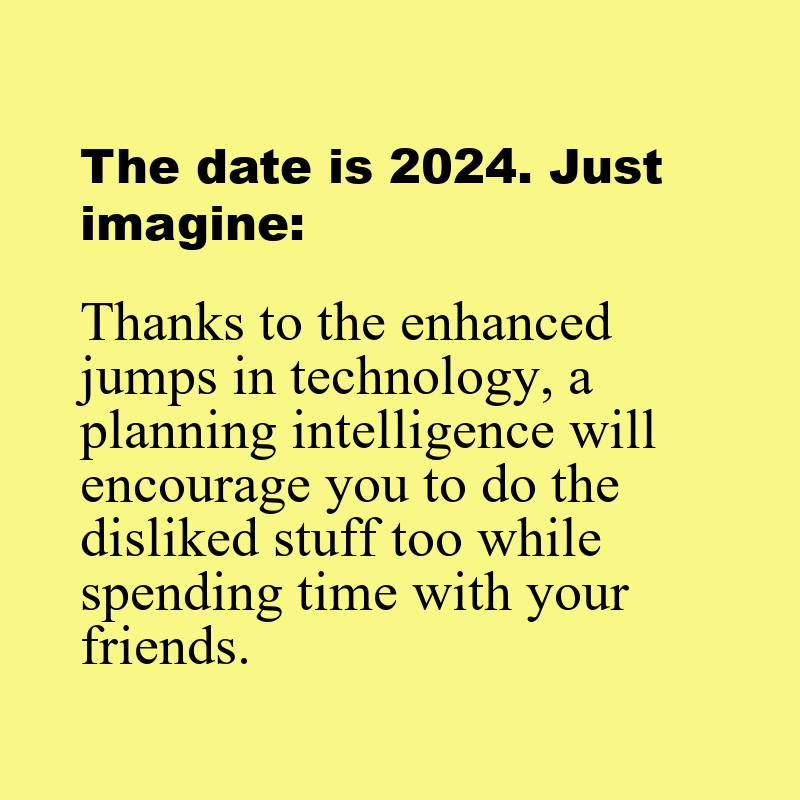 The date is 2024. Just
imagine:
Thanks to the enhanced
jumps in technology, a
planning intelligence will
encourage you to do the
disliked stuff too while
spending time with your
friends.